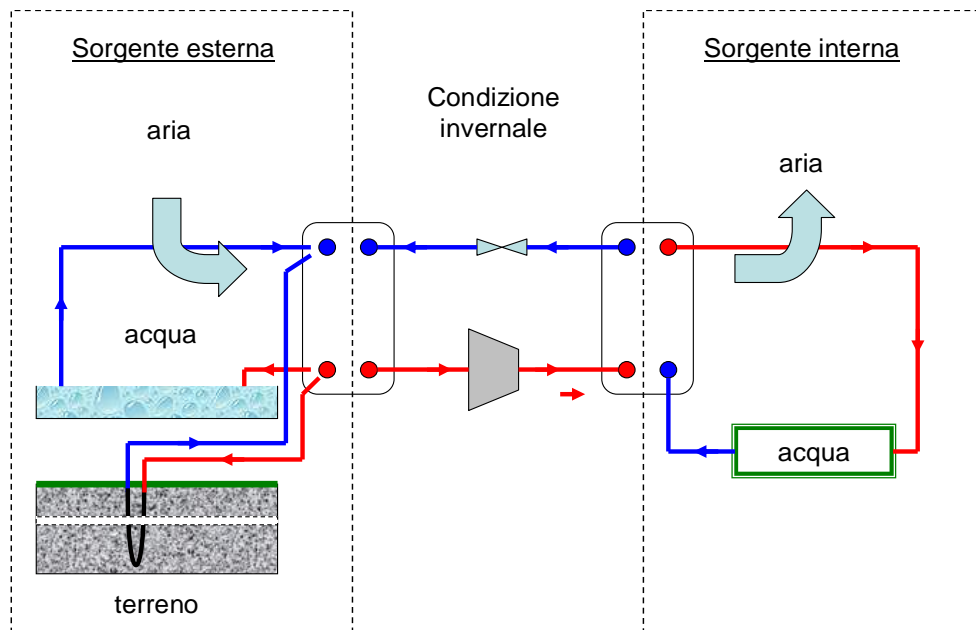 Sorgente esterna
Sorgente interna
Condizione
invernale
aria
aria
acqua
acqua
terreno